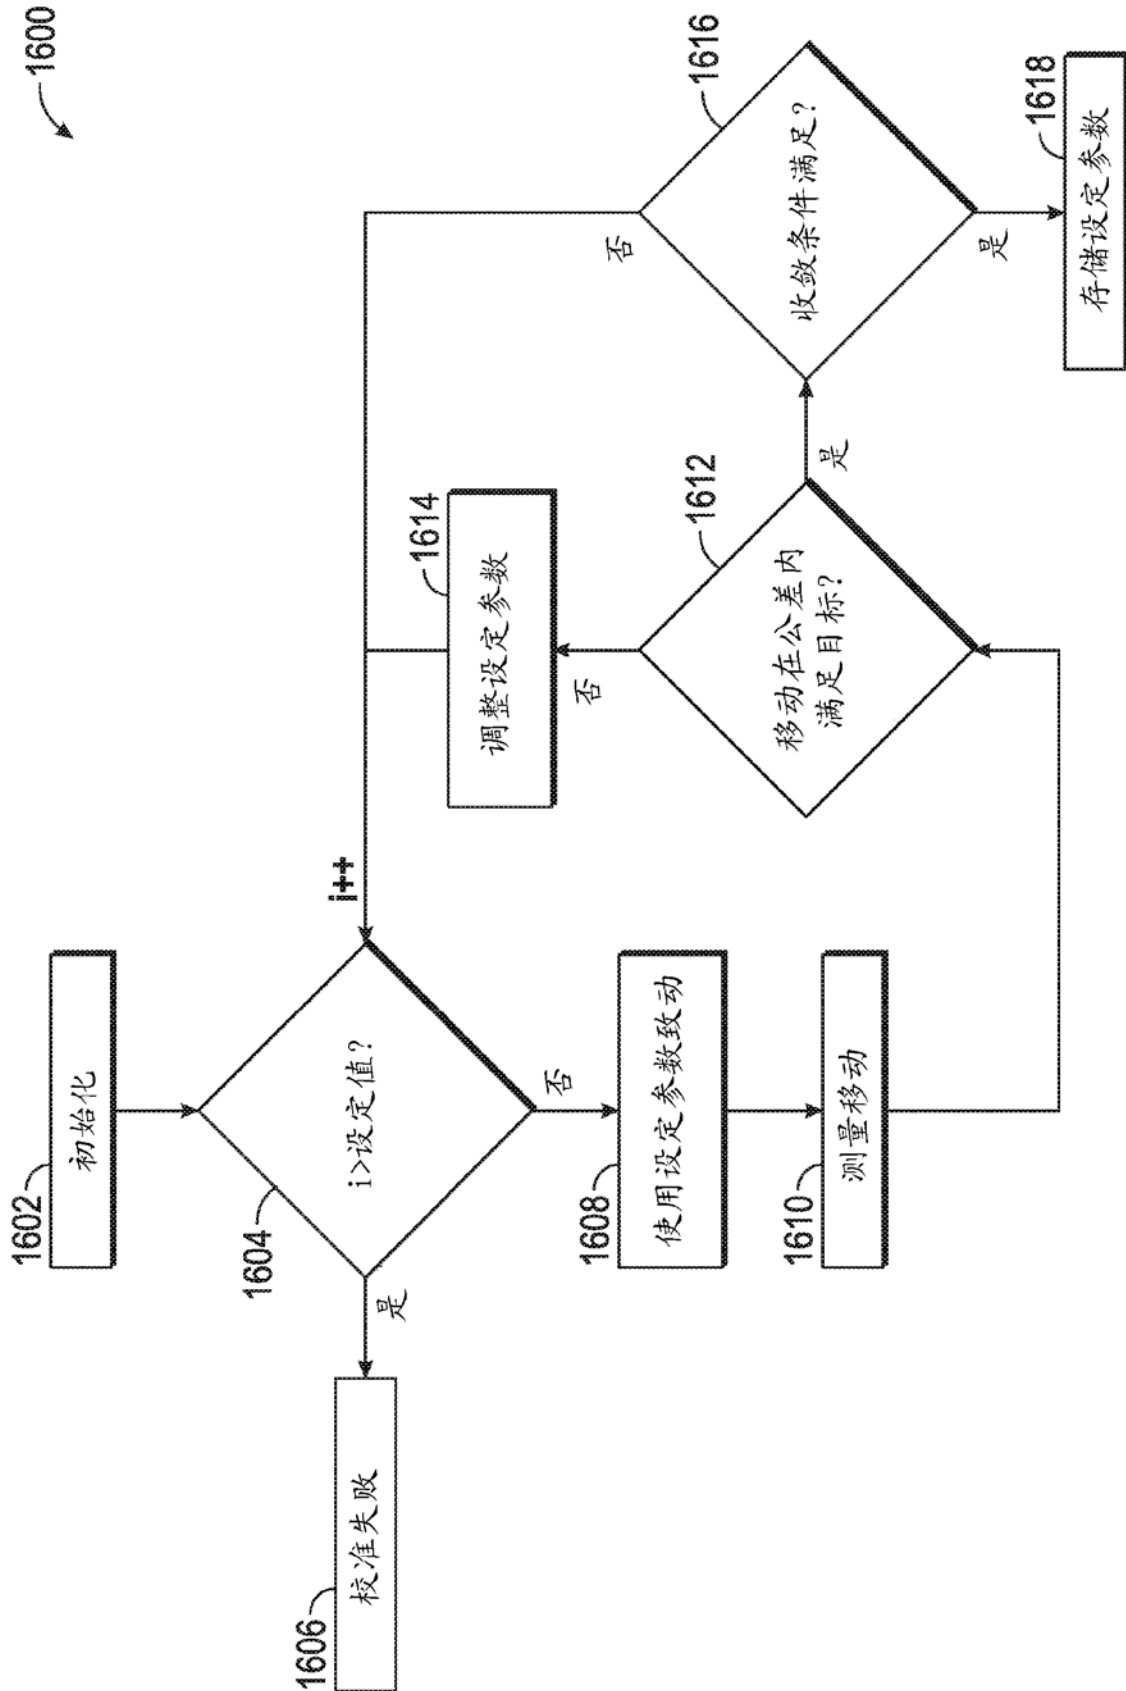 1600
1602
初始化
1604
i>设定值?
是
否
1606
校准失败
i++
1608
使用设定参数致动
1610
测量移动
1612
移动在公差内
满足目标?
否
是
1614
调整设定参数
1616
收敛条件满足?
否
是
1618
存储设定参数